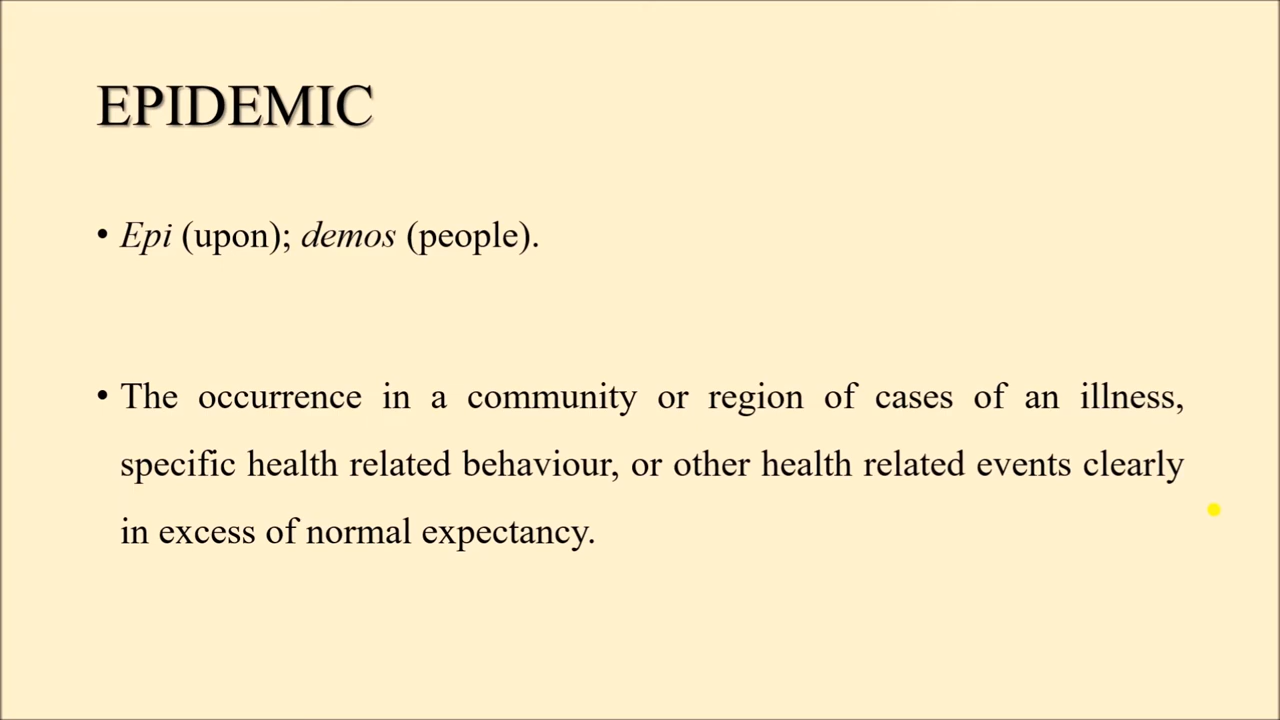 EPIDEMIC
• Epi (upon); demos (people).
• The occurrence in a community or region of cases of an illness,
specific health related behaviour, or other health related events clearly
in excess of normal expectancy.